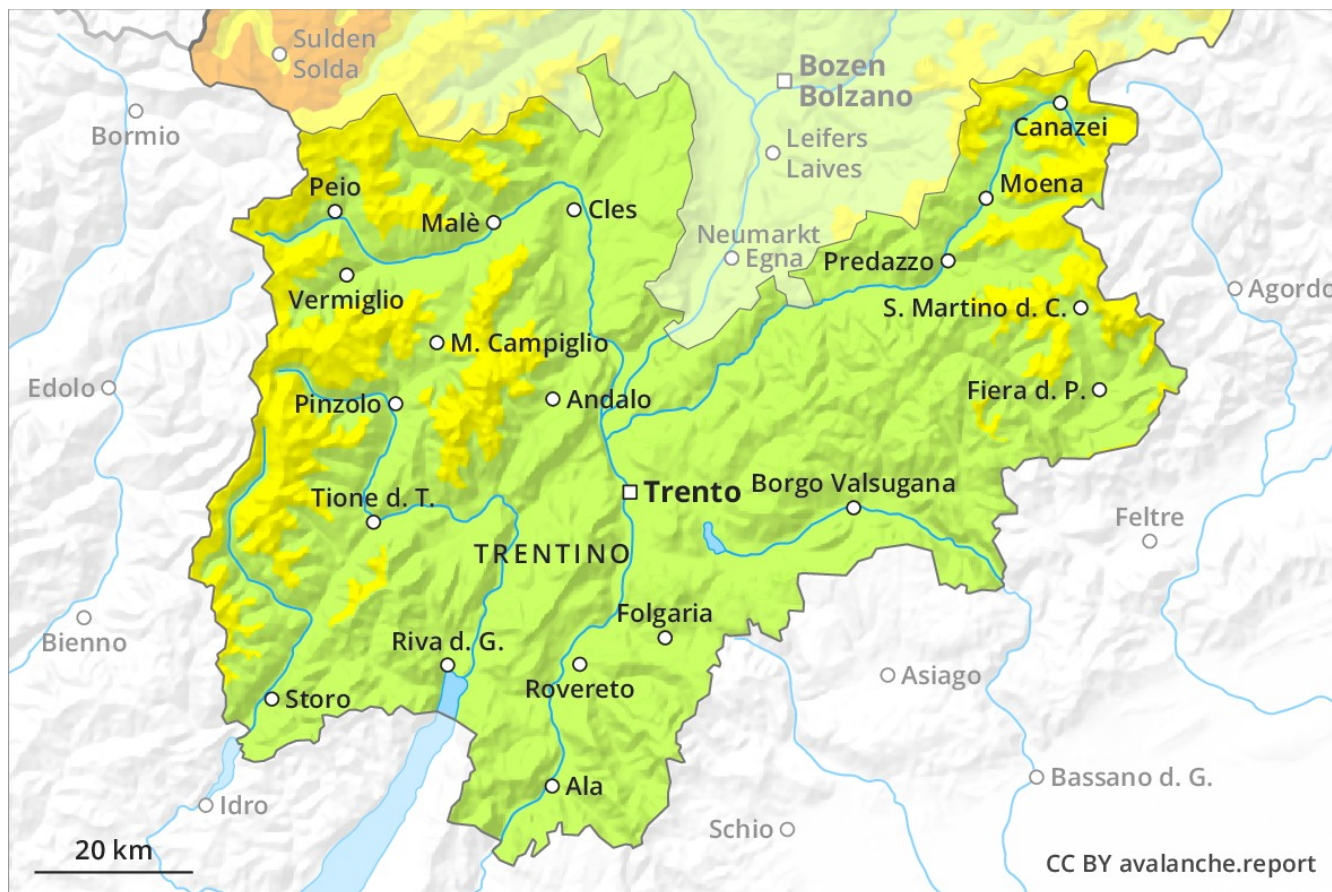 Sulden
Solda
Bozen
Bolzano
Bormio
Canazei
Leifers
Laives
Peio
Moena
Malè
Cles
Neumarkt
Egna
Predazzo
Vermiglio
Agordo
S. Martino d. C.
M. Campiglio
Edolo
Pinzolo
Andalo
Fiera d. P.
Tione d. T.
Trento
Borgo Valsugana
Feltre
TRENTINO
Bienno
Folgaria
Riva d. G.
Asiago
Storo
Rovereto
Ala
Bassano d. G.
Idro
Schio
20 km
CC BY avalanche.report